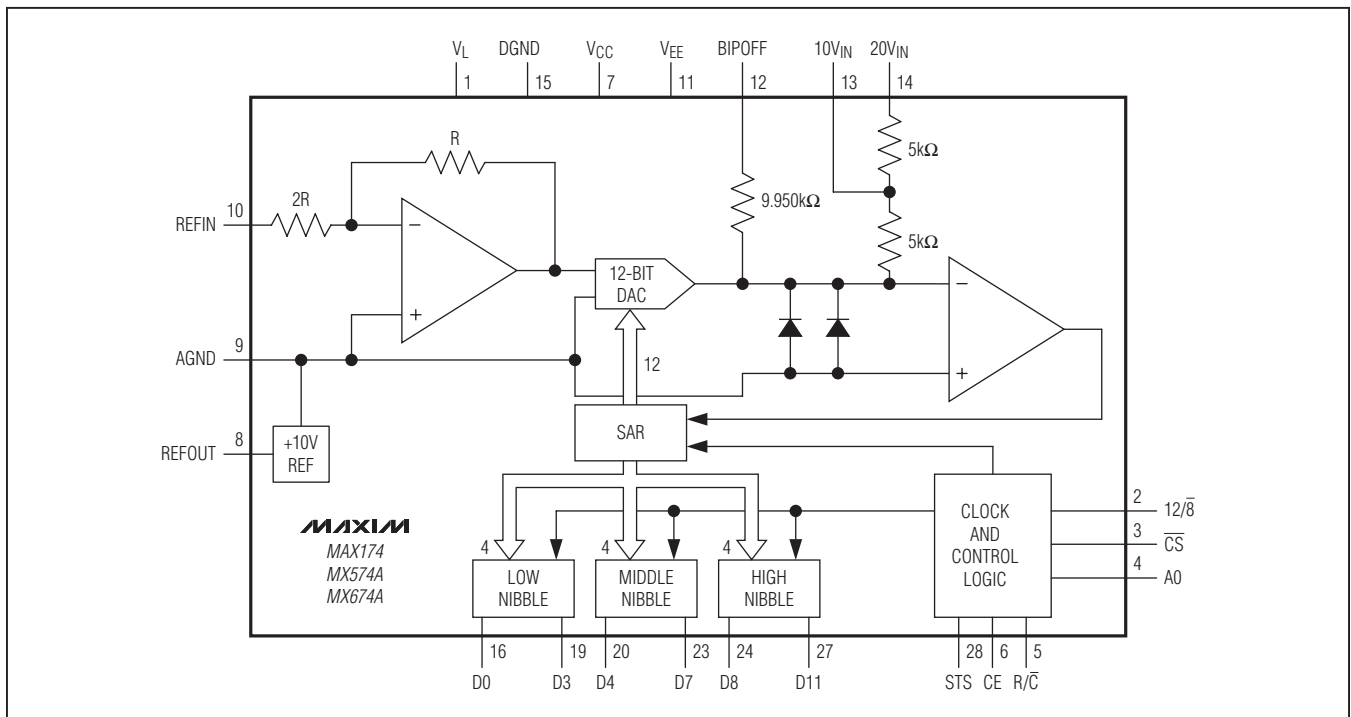 VL DGND VCC VEE BIPOFF 10VIN 20VIN
1 15 7 11 12 13 14
R
5kΩ
2R
9.950kΩ
10
REFIN
−
5kΩ
12-BIT
DAC
−
+
9
AGND
12
+
8
REFOUT
+10V
REF
SAR
2
12/8̅
CLOCK
AND
CONTROL
LOGIC
3
C̅S̅
4
A0
MAXIM
MAX174
MX574A
MX674A
4 4 4
LOW
NIBBLE
MIDDLE
NIBBLE
HIGH
NIBBLE
16 19 20 23 24 27 28 6 5
D0 D3 D4 D7 D8 D11 STS CE R/C̅